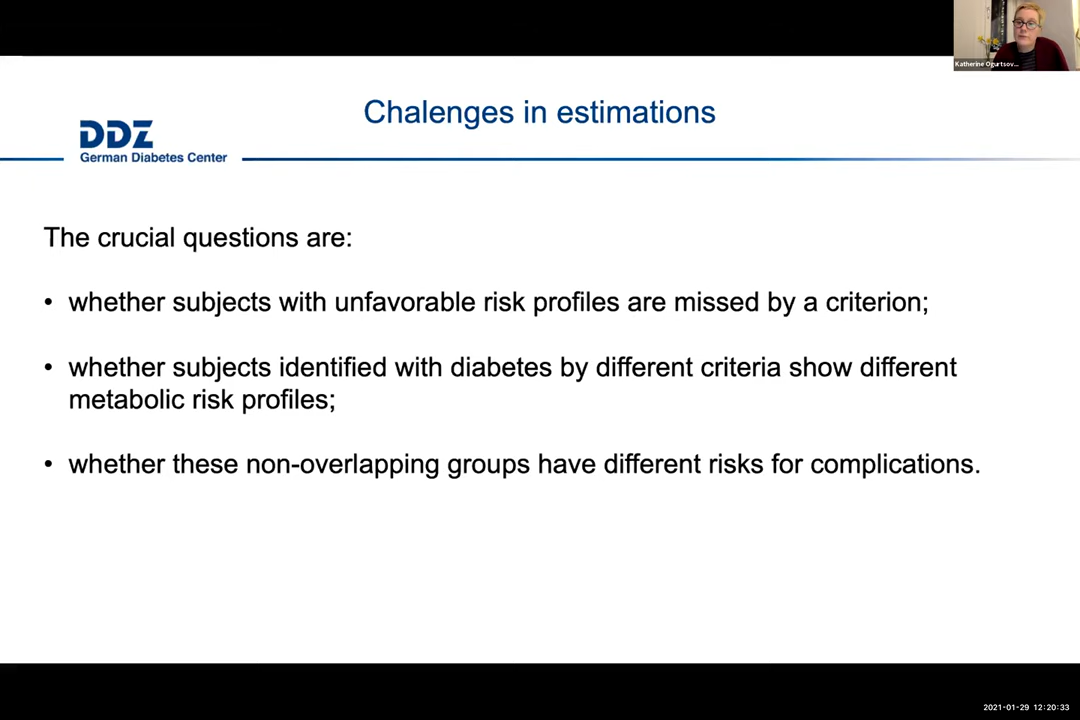 Katherine Ogurtsov...
Chalenges in estimations
DDZ
German Diabetes Center
The crucial questions are:
• whether subjects with unfavorable risk profiles are missed by a criterion;
• whether subjects identified with diabetes by different criteria show different
metabolic risk profiles;
• whether these non-overlapping groups have different risks for complications.
2021-01-29 12:20:33